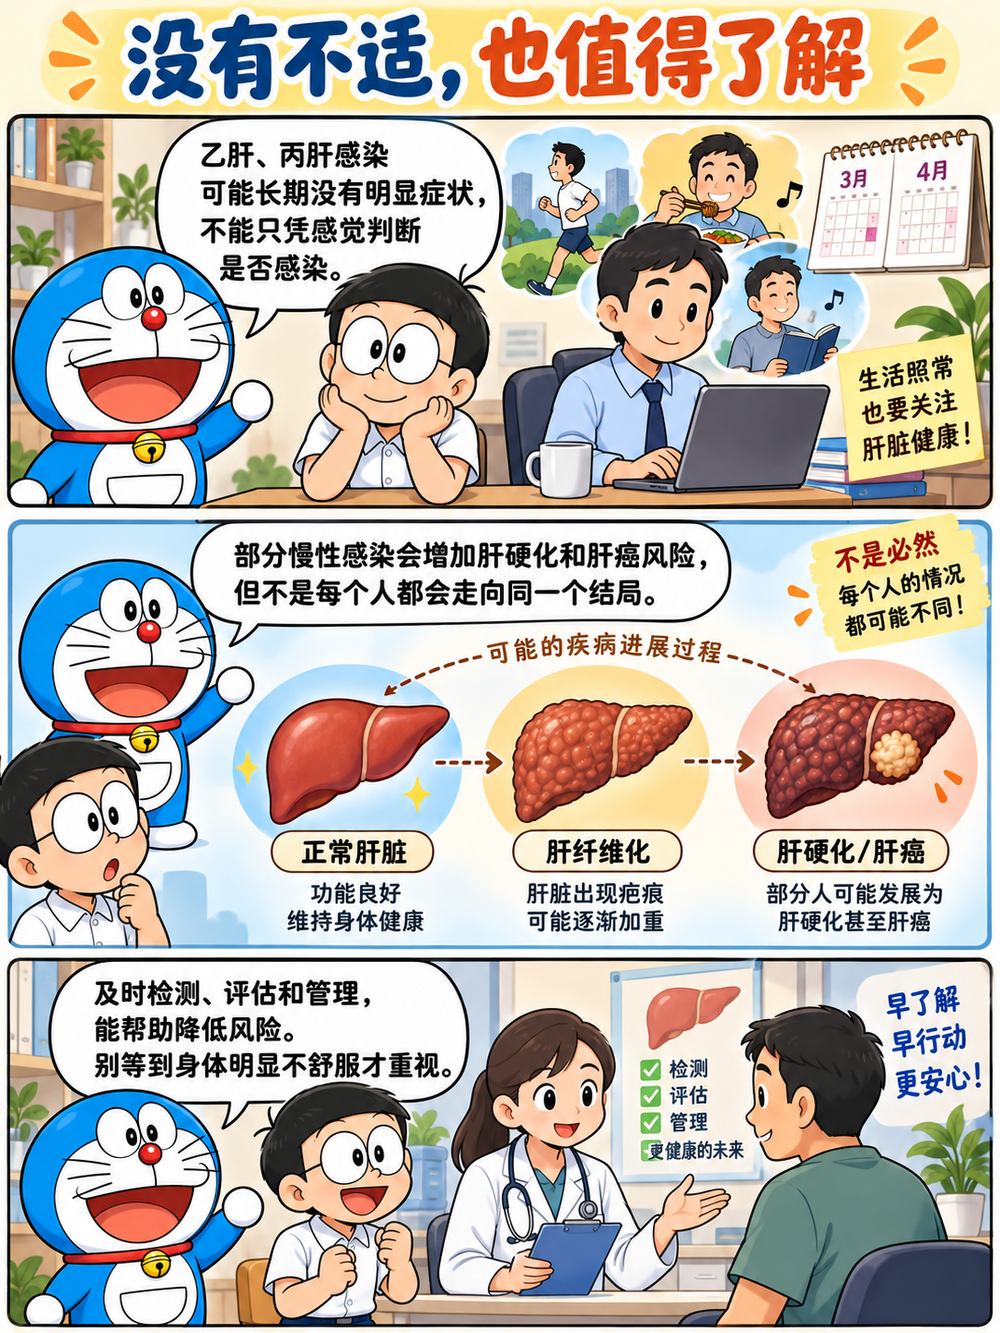 没有不适，也值得了解
乙肝、丙肝感染
可能长期没有明显症状，
不能只凭感觉判断
是否感染。
3月
4月
生活照常
也要关注
肝脏健康！
部分慢性感染会增加肝硬化和肝癌风险，
但不是每个人都会走向同一个结局。
不是必然
每个人的情况
都可能不同！
可能的疾病进展过程
正常肝脏
功能良好
维持身体健康
肝纤维化
肝脏出现疤痕
可能逐渐加重
肝硬化/肝癌
部分人可能发展为
肝硬化甚至肝癌
及时检测、评估和管理，
能帮助降低风险。
别等到身体明显不舒服才重视。
检测
评估
管理
更健康的未来
早了解
早行动
更安心！